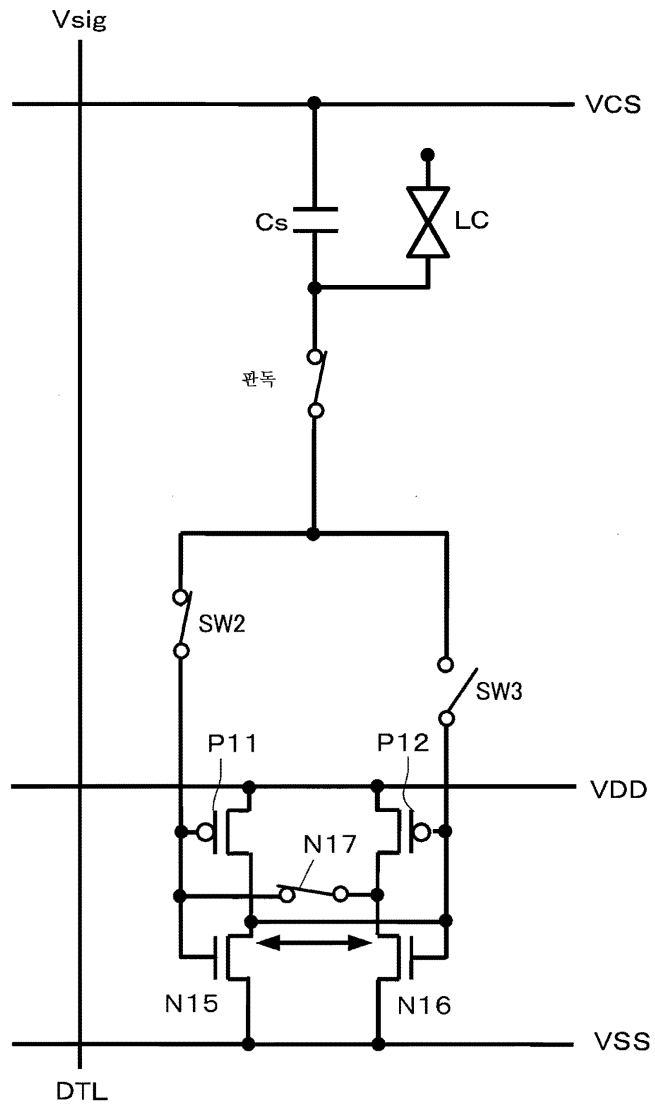 Vsig
VCS
Cs
LC
판독
SW2
SW3
P11
P12
VDD
N17
N15
N16
VSS
DTL